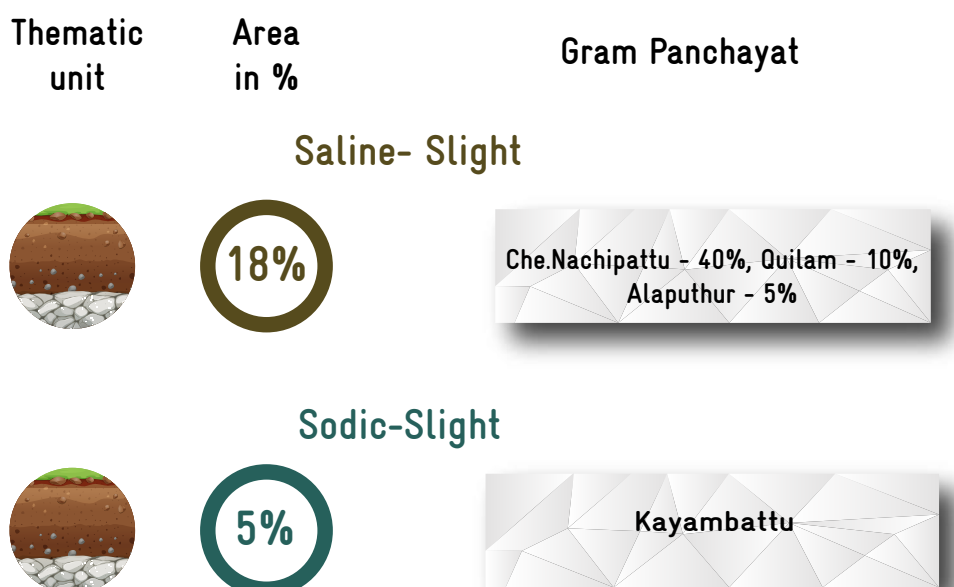 Thematic
unit
Area
in %
Gram Panchayat
Saline- Slight
18%
Che.Nachipattu - 40%, Quilam - 10%,
Alaputhur - 5%
Sodic-Slight
5%
Kayambattu